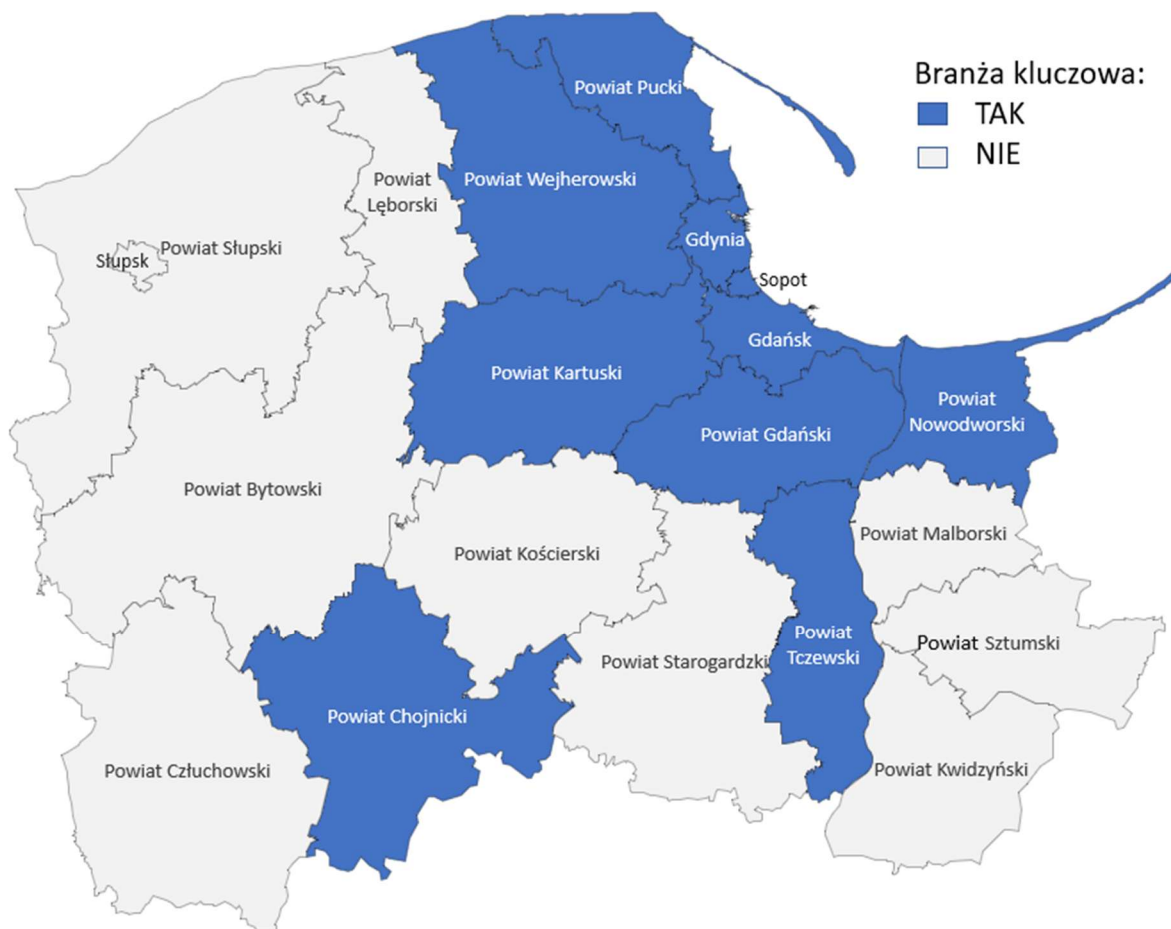 Branża kluczowa:
TAK
NIE
Powiat Pucki
Powiat Wejherowski
Powiat
Lęborski
Powiat Słupski
Słupsk
Gdynia
Sopot
Gdańsk
Powiat Kartuski
Powiat Gdański
Powiat
Nowodworski
Powiat Bytowski
Powiat Kościerski
Powiat Malborski
Powiat
Tczewski
Powiat Sztumski
Powiat Starogardzki
Powiat Chojnicki
Powiat Człuchowski
Powiat Kwidzyński